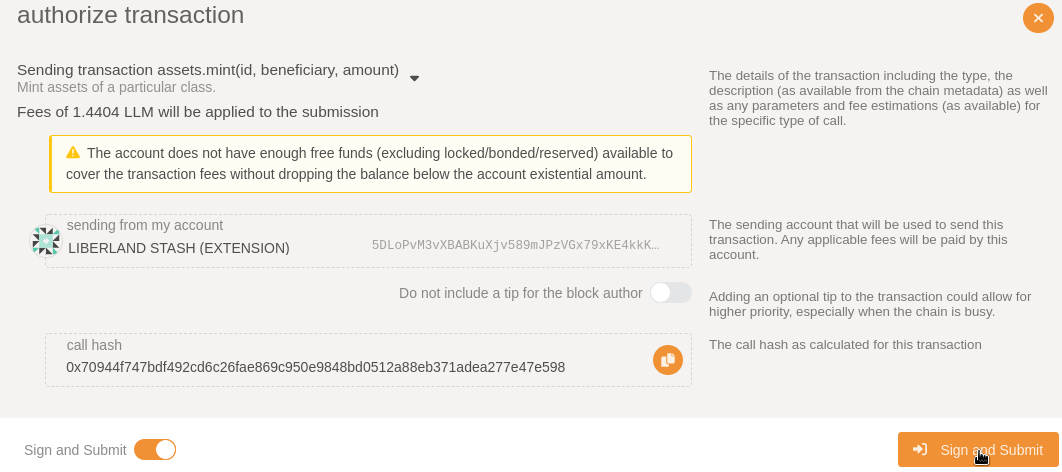 authorize transaction
Sending transaction assets.mint(id, beneficiary, amount)
Mint assets of a particular class.
Fees of 1.4404 LLM will be applied to the submission
The details of the transaction including the type, the
description (as available from the chain metadata) as well
as any parameters and fee estimations (as available) for
the specific type of call.
The account does not have enough free funds (excluding locked/bonded/reserved) available to
cover the transaction fees without dropping the balance below the account existential amount.
sending from my account
LIBERLAND STASH (EXTENSION) 5DLoPvM3vXBABKuXjv589mJPzVGx79xKE4kkK…
The sending account that will be used to send this
transaction. Any applicable fees will be paid by this
account.
Do not include a tip for the block author
Adding an optional tip to the transaction could allow for
higher priority, especially when the chain is busy.
call hash
0x70944f747bdf492cd6c26fae869c950e9848bd0512a88eb371adea277e47e598
The call hash as calculated for this transaction
Sign and Submit
Sign and Submit